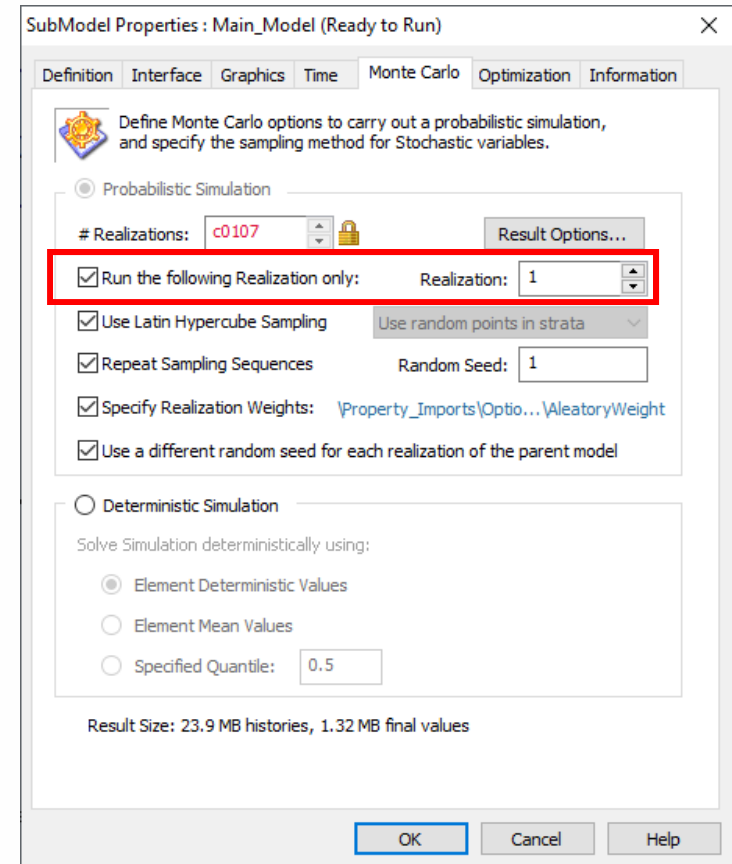 SubModel Properties : Main_Model (Ready to Run)
Definition Interface Graphics Time Monte Carlo Optimization Information
Define Monte Carlo options to carry out a probabilistic simulation,
and specify the sampling method for Stochastic variables.
Probabilistic Simulation
# Realizations: c0107 Result Options...
Run the following Realization only: Realization: 1
Use Latin Hypercube Sampling Use random points in strata
Repeat Sampling Sequences Random Seed: 1
Specify Realization Weights: \Property_Imports\Optio...\AleatoryWeight
Use a different random seed for each realization of the parent model
Deterministic Simulation
Solve Simulation deterministically using:
Element Deterministic Values
Element Mean Values
Specified Quantile: 0.5
Result Size: 23.9 MB histories, 1.32 MB final values
OK Cancel Help